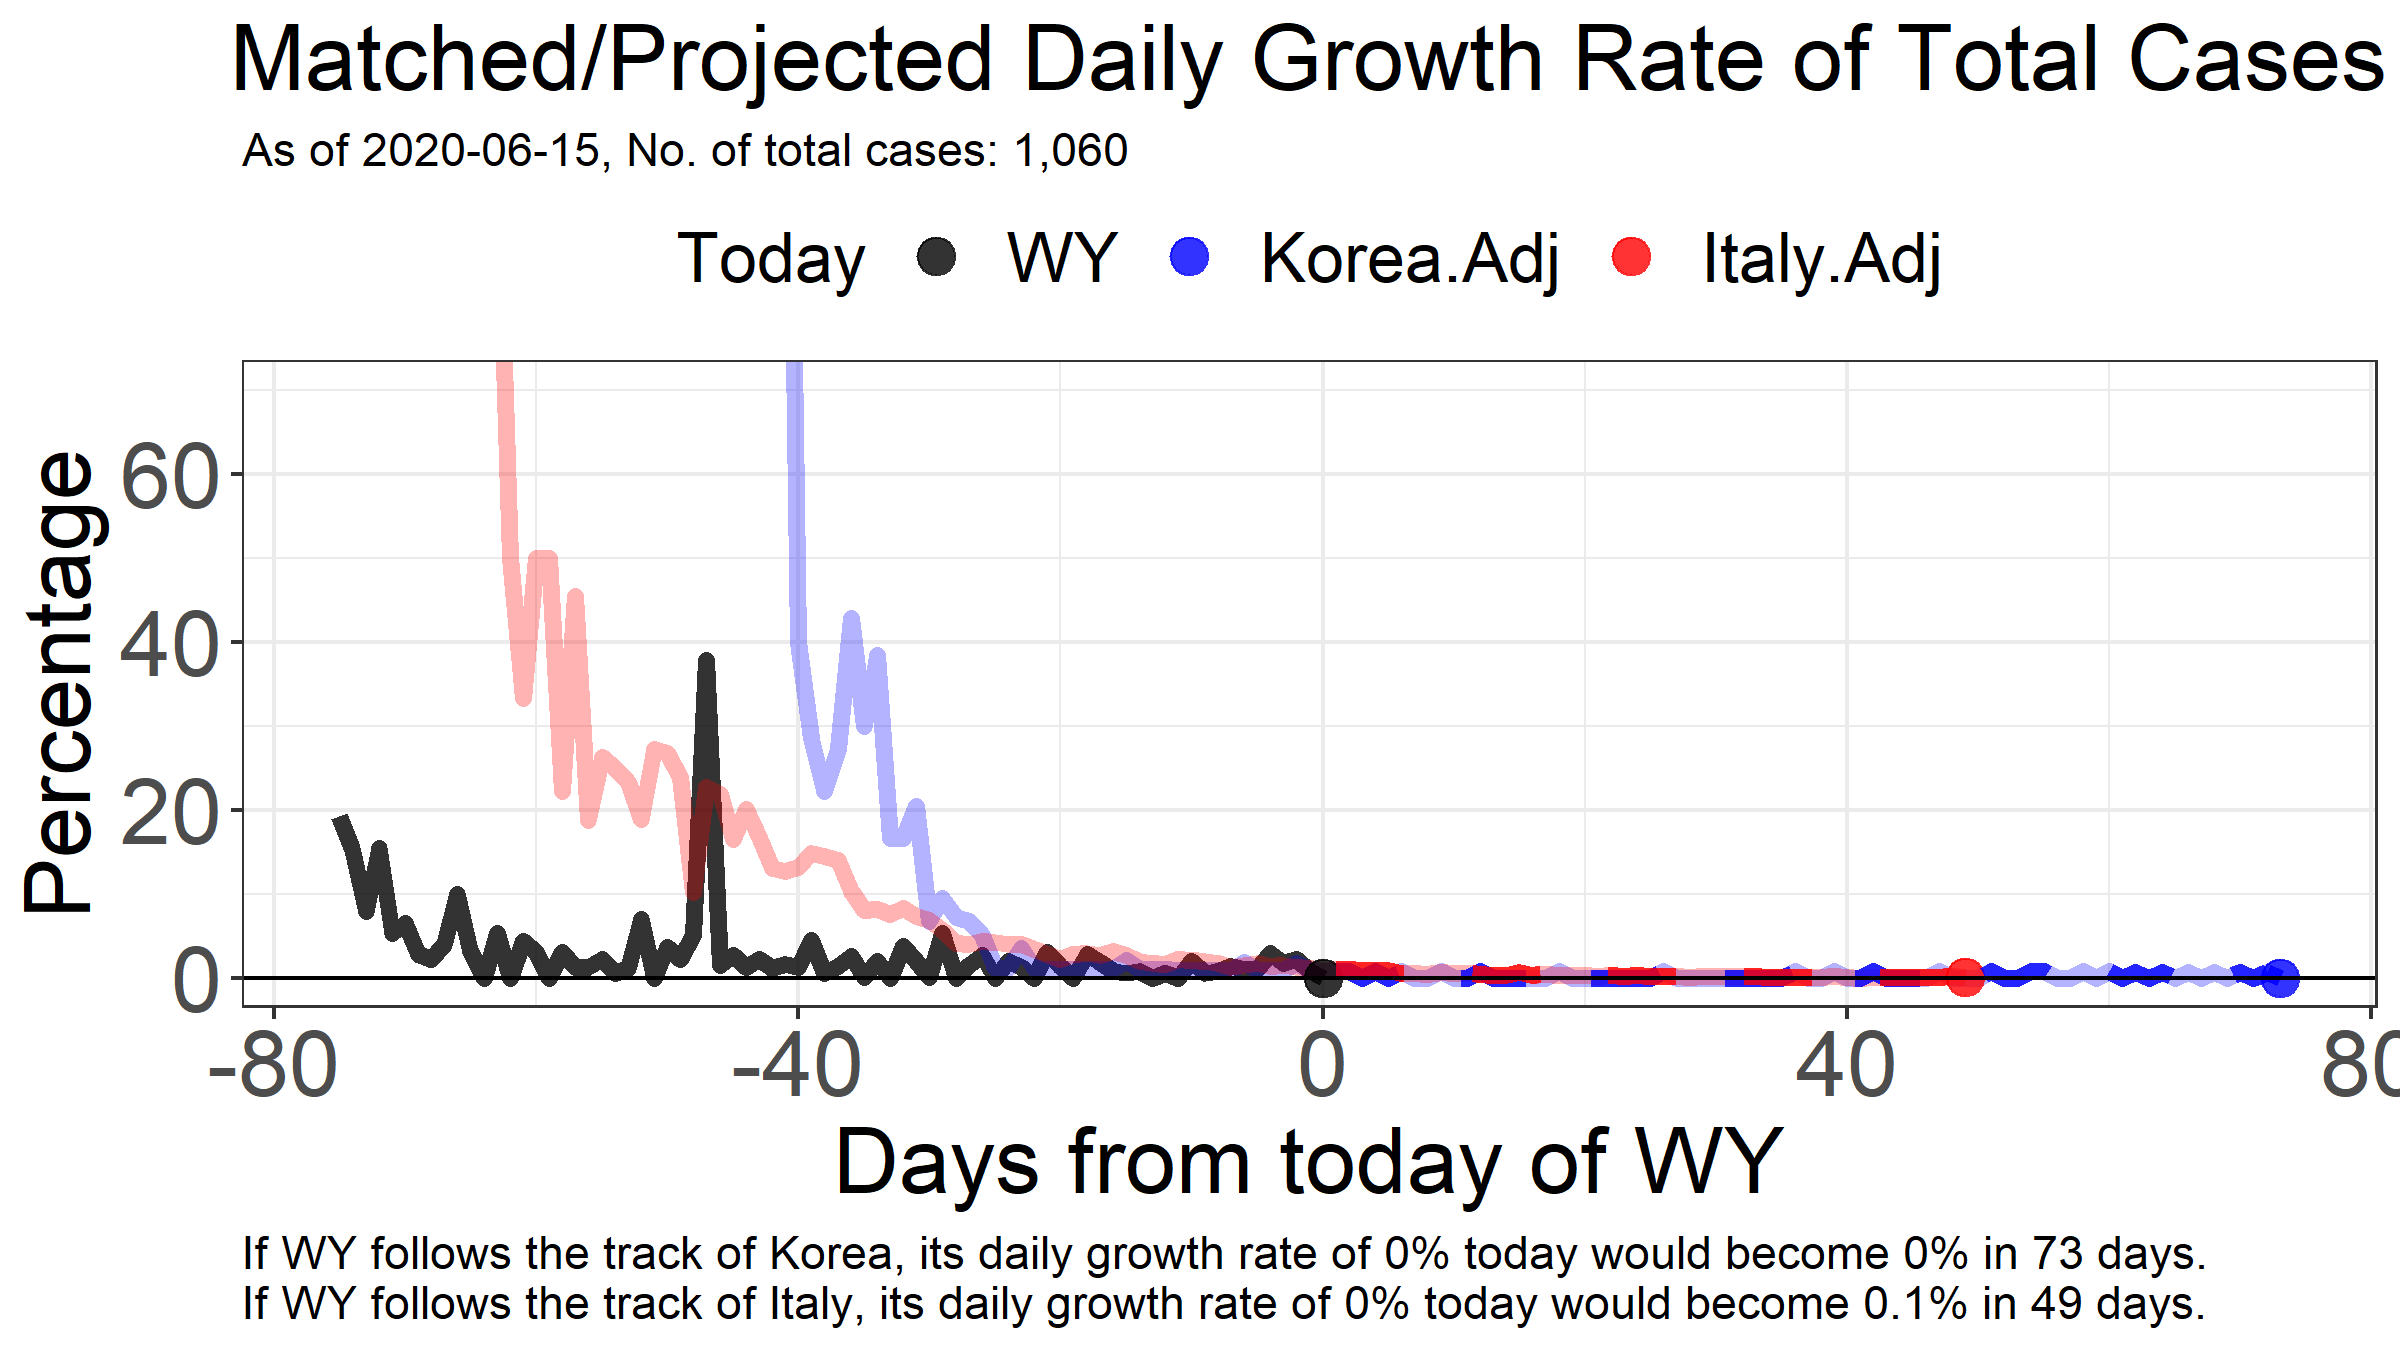 Matched/Projected Daily Growth Rate of Total Cases
As of 2020-06-15, No. of total cases: 1,060
Today WY Korea.Adj Italy.Adj
Percentage
60
40
20
0
-80 -40 0 40 80
Days from today of WY
If WY follows the track of Korea, its daily growth rate of 0% today would become 0% in 73 days.
If WY follows the track of Italy, its daily growth rate of 0% today would become 0.1% in 49 days.